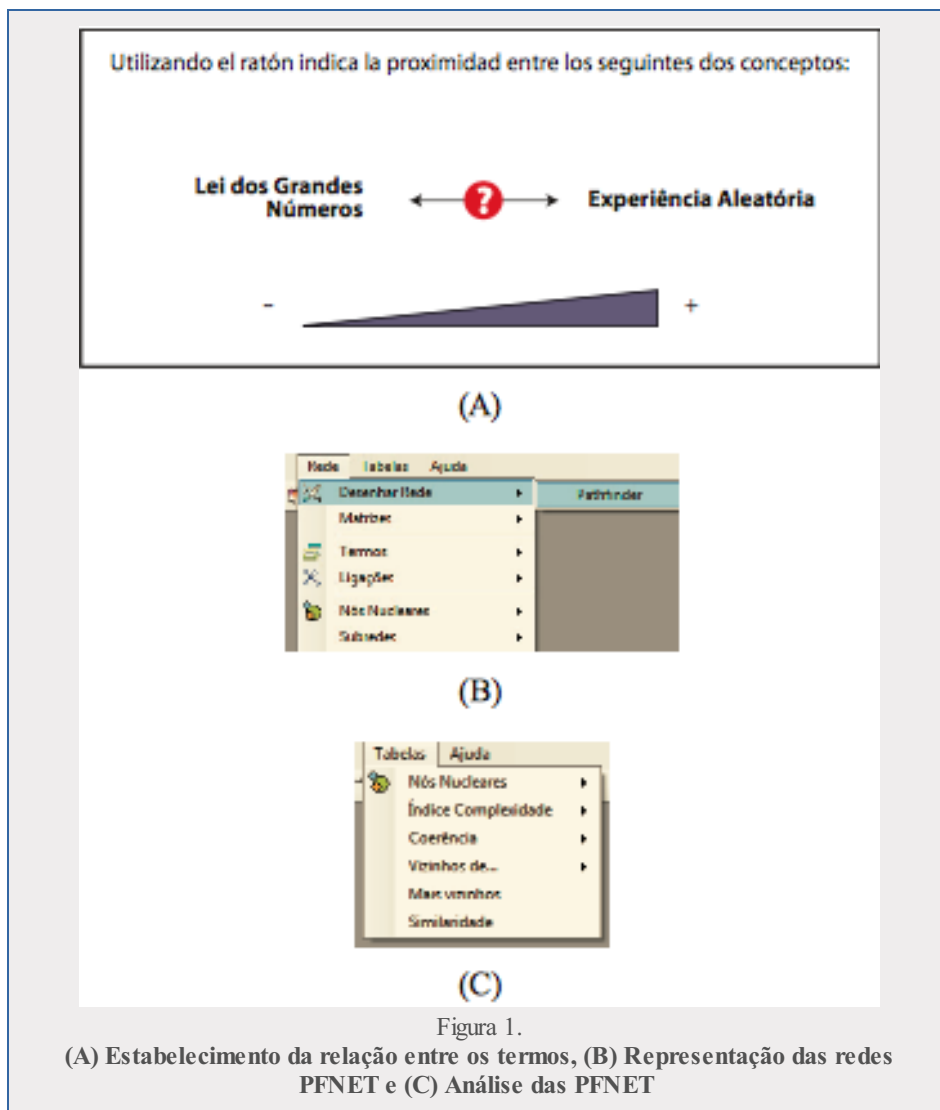 Utilizando el ratón indica la proximidad entre los seguintes dos conceptos:
Lei dos Grandes
Números
?
Experiência Aleatória
-
+
(A)
Rede Tabelas Ajuda
Desenhar Rede Pathfinder
Matrizes
Termos
Ligações
Nós Nucleares
Subredes
(B)
Tabelas Ajuda
Nós Nucleares
Índice Complexidade
Coerência
Vizinhos de...
Mais vizinhos
Similaridade
(C)
Figura 1.
(A) Estabelecimento da relação entre os termos, (B) Representação das redes
PFNET e (C) Análise das PFNET